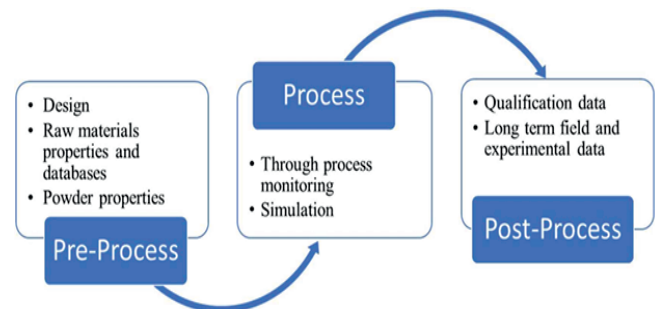 • Design
• Raw materials
properties and
databases
• Powder properties
Pre-Process
Process
• Through process
monitoring
• Simulation
• Qualification data
• Long term field and
experimental data
Post-Process